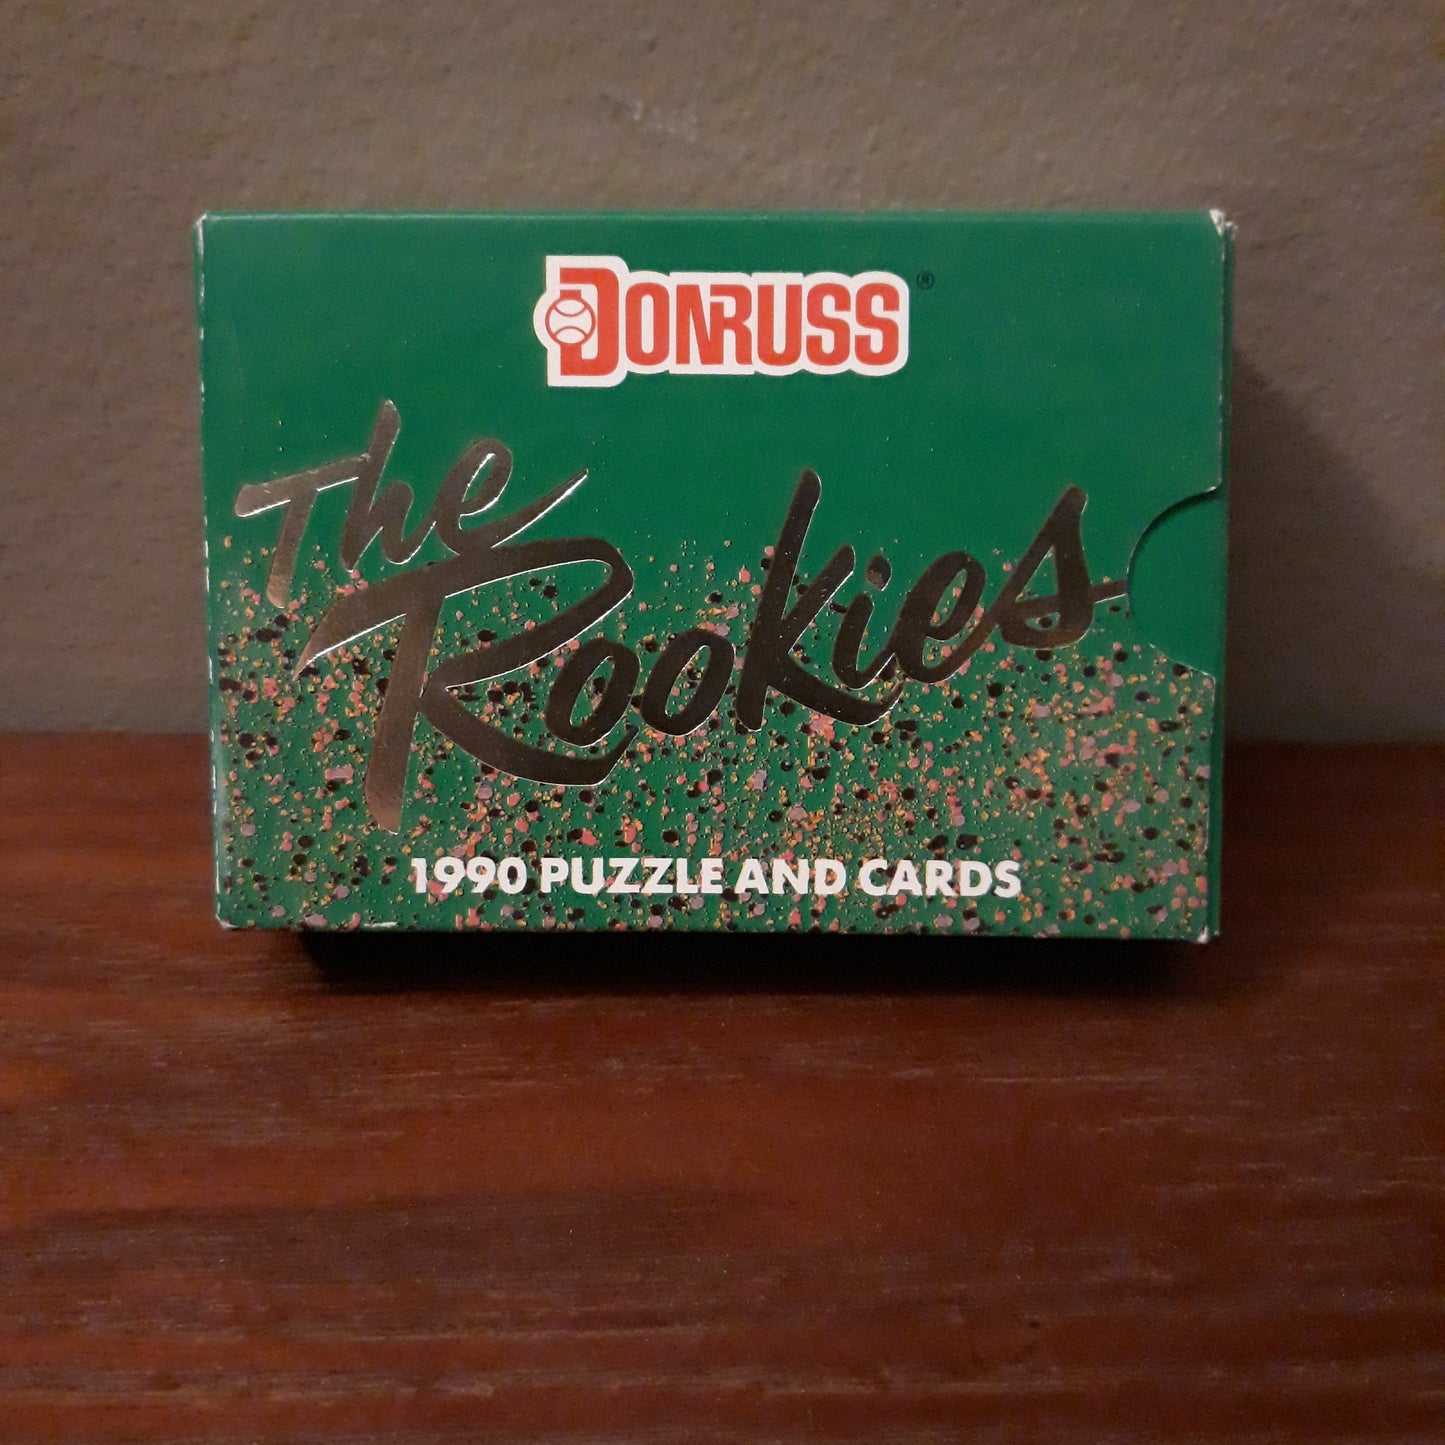 DONRUSS®
The
Rookies
1990 PUZZLE AND CARDS